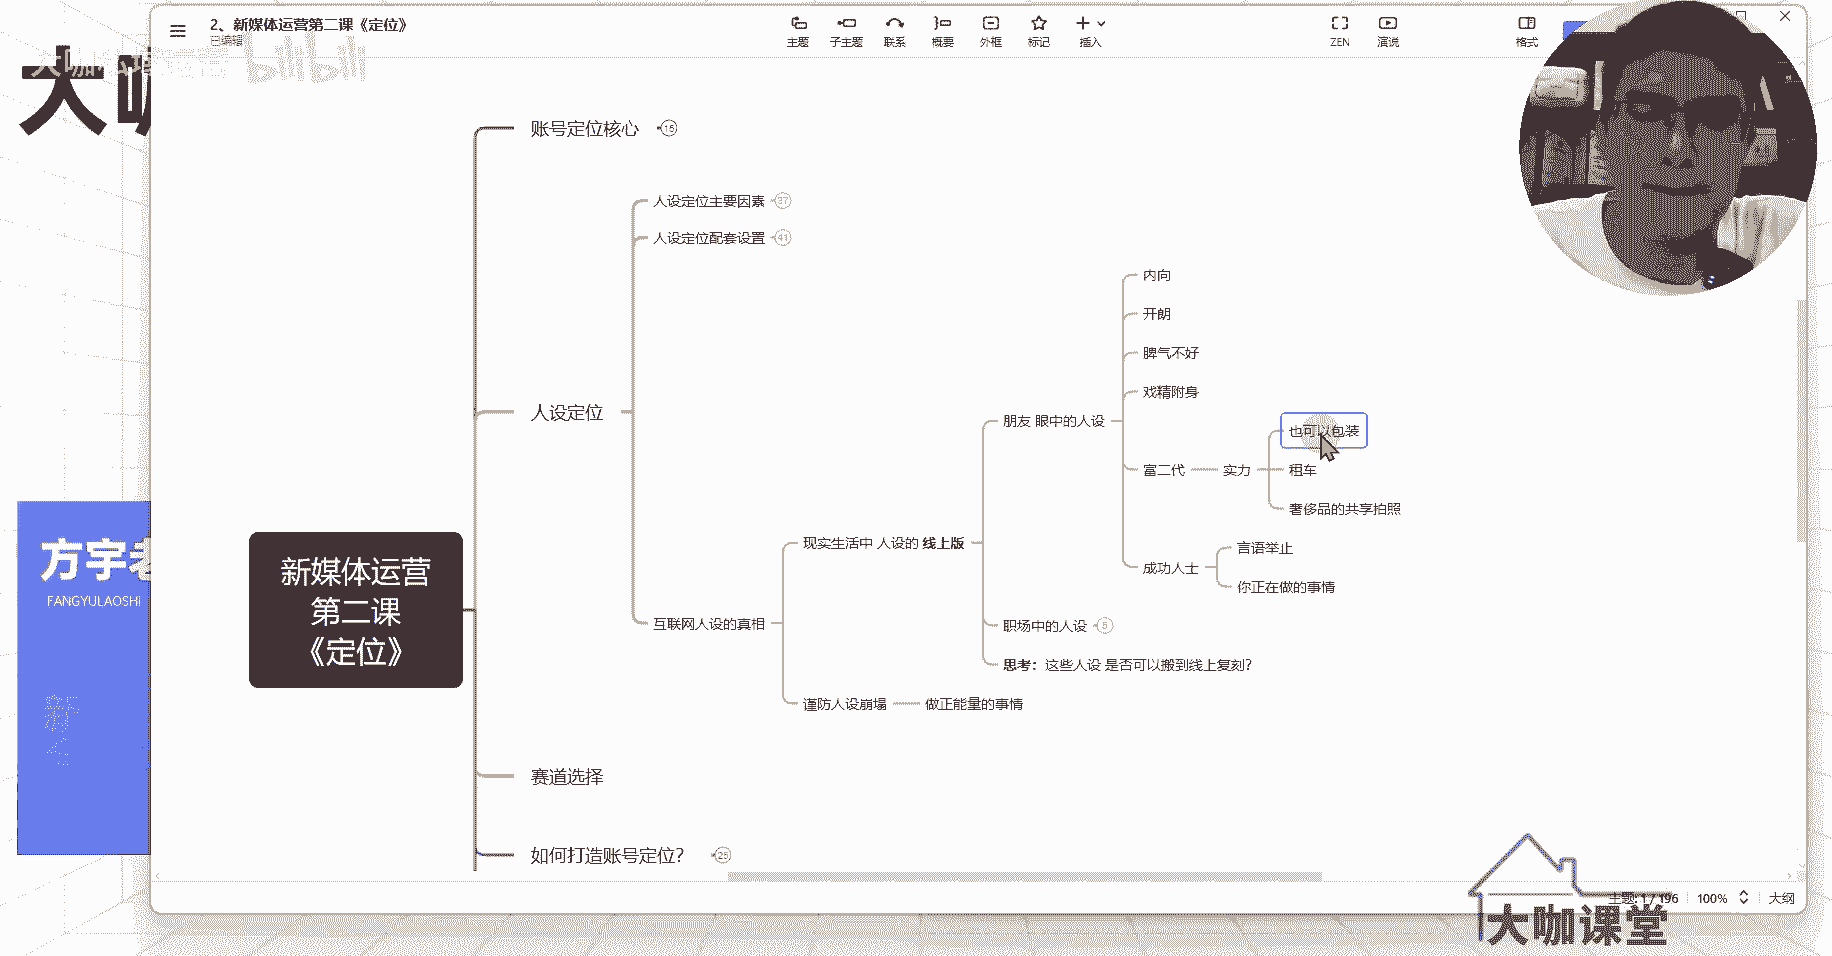 2、新媒体运营第二课《定位》
已编辑
主题
子主题
联系
概要
外框
标记
插入
ZEN
演说
格式
大咖
bilibili
账号定位核心
15
人设定位主要因素
37
人设定位配套设置
41
内向
开朗
脾气不好
戏精附身
人设定位
朋友 眼中的人设
也可以包装
富二代
实力
租车
奢侈品的共享拍照
现实生活中 人设的 线上版
言语举止
成功人士
你正在做的事情
方宇老
FANGYULAOSHI
新媒体运营
第二课
《定位》
互联网人设的真相
职场中的人设
5
思考：这些人设 是否可以搬到线上复刻？
谨防人设崩塌
做正能量的事情
赛道选择
如何打造账号定位？
25
主题: 1 / 196
100%
大纲
大咖课堂